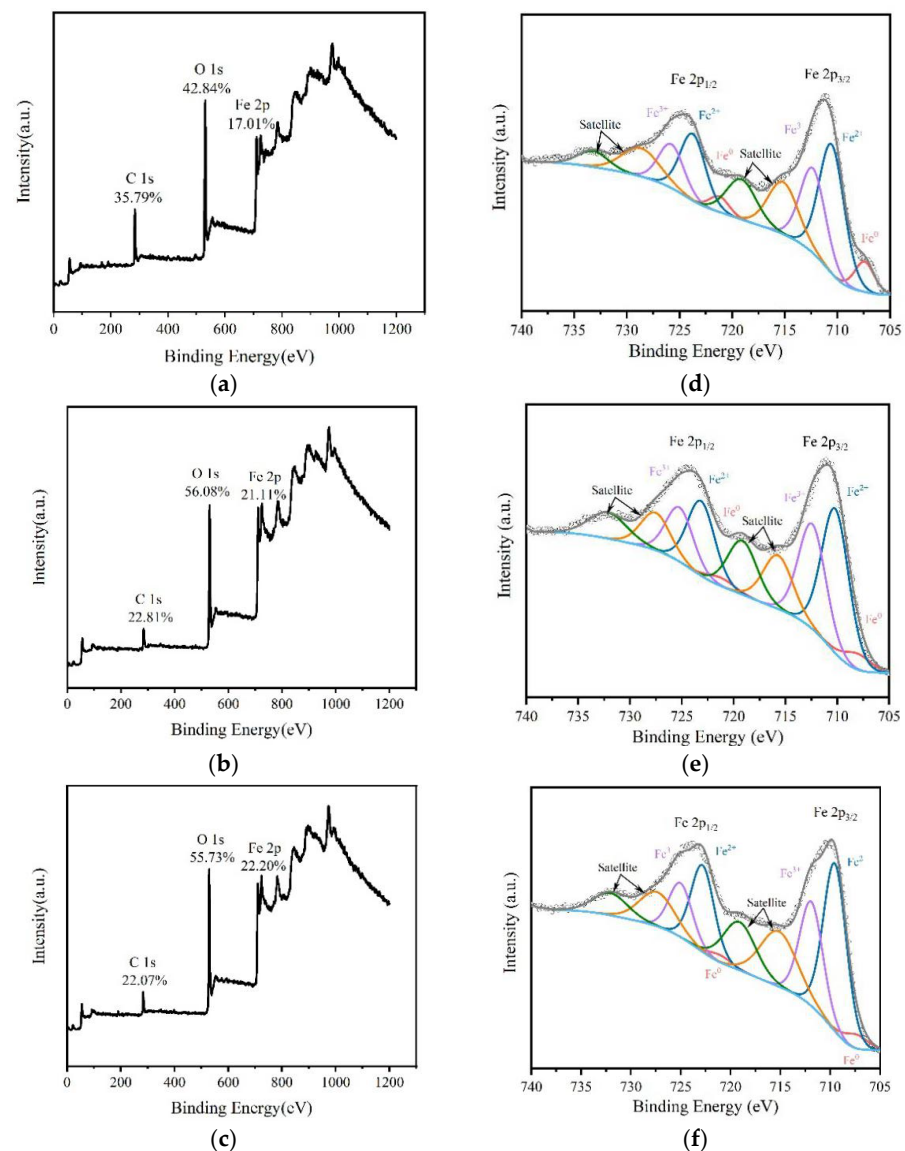 Intensity(a.u.)
O 1s
42.84%
Fe 2p
17.01%
C 1s
35.79%
0 200 400 600 800 1000 1200
Binding Energy(eV)
(a)
Intensity (a.u.)
Fe 2p1/2
Fe 2p3/2
Fe³⁺
Fe²⁺
Satellite
Fe⁰
Satellite
Fe³
Fe²⁺
Fe⁰
740 735 730 725 720 715 710 705
Binding Energy (eV)
(d)
Intensity(a.u.)
O 1s
56.08%
Fe 2p
21.11%
C 1s
22.81%
0 200 400 600 800 1000 1200
Binding Energy(eV)
(b)
Intensity (a.u.)
Fe 2p1/2
Fe 2p3/2
Fe³⁺
Fe²⁺
Satellite
Fe⁰
Satellite
Fe³⁺
Fe²⁺
Fe⁰
740 735 730 725 720 715 710 705
Binding Energy (eV)
(e)
Intensity(a.u.)
O 1s
55.73%
Fe 2p
22.20%
C 1s
22.07%
0 200 400 600 800 1000 1200
Binding Energy(eV)
(c)
Intensity (a.u.)
Fe 2p1/2
Fe 2p3/2
Fe³
Fe²⁺
Satellite
Satellite
Fe³⁺
Fe²
Fe⁰
Fe⁰
740 735 730 725 720 715 710 705
Binding Energy (eV)
(f)